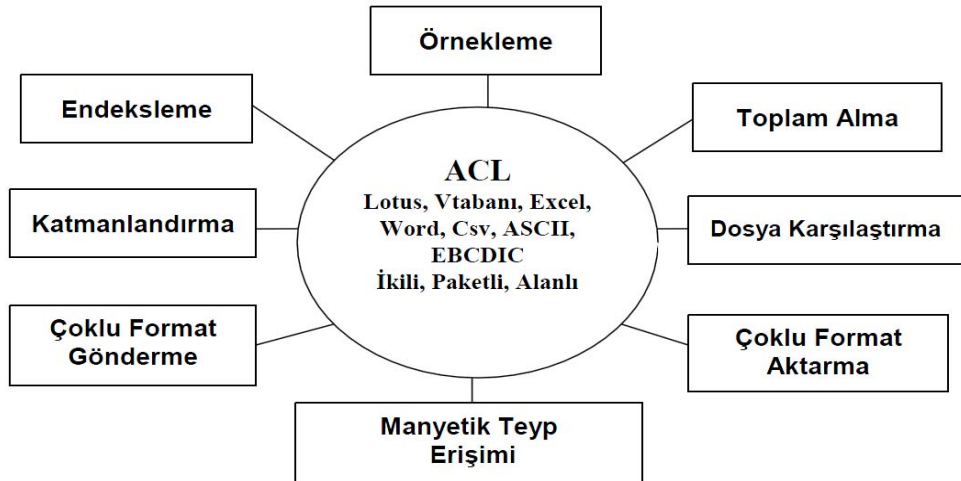 Örnekleme
Endeksleme
Toplam Alma
ACL
Lotus, Vtabanı, Excel,
Word, Csv, ASCII,
EBCDIC
İkili, Paketli, Alanlı
Katmanlandırma
Dosya Karşılaştırma
Çoklu Format
Gönderme
Çoklu Format
Aktarma
Manyetik Teyp
Erişimi